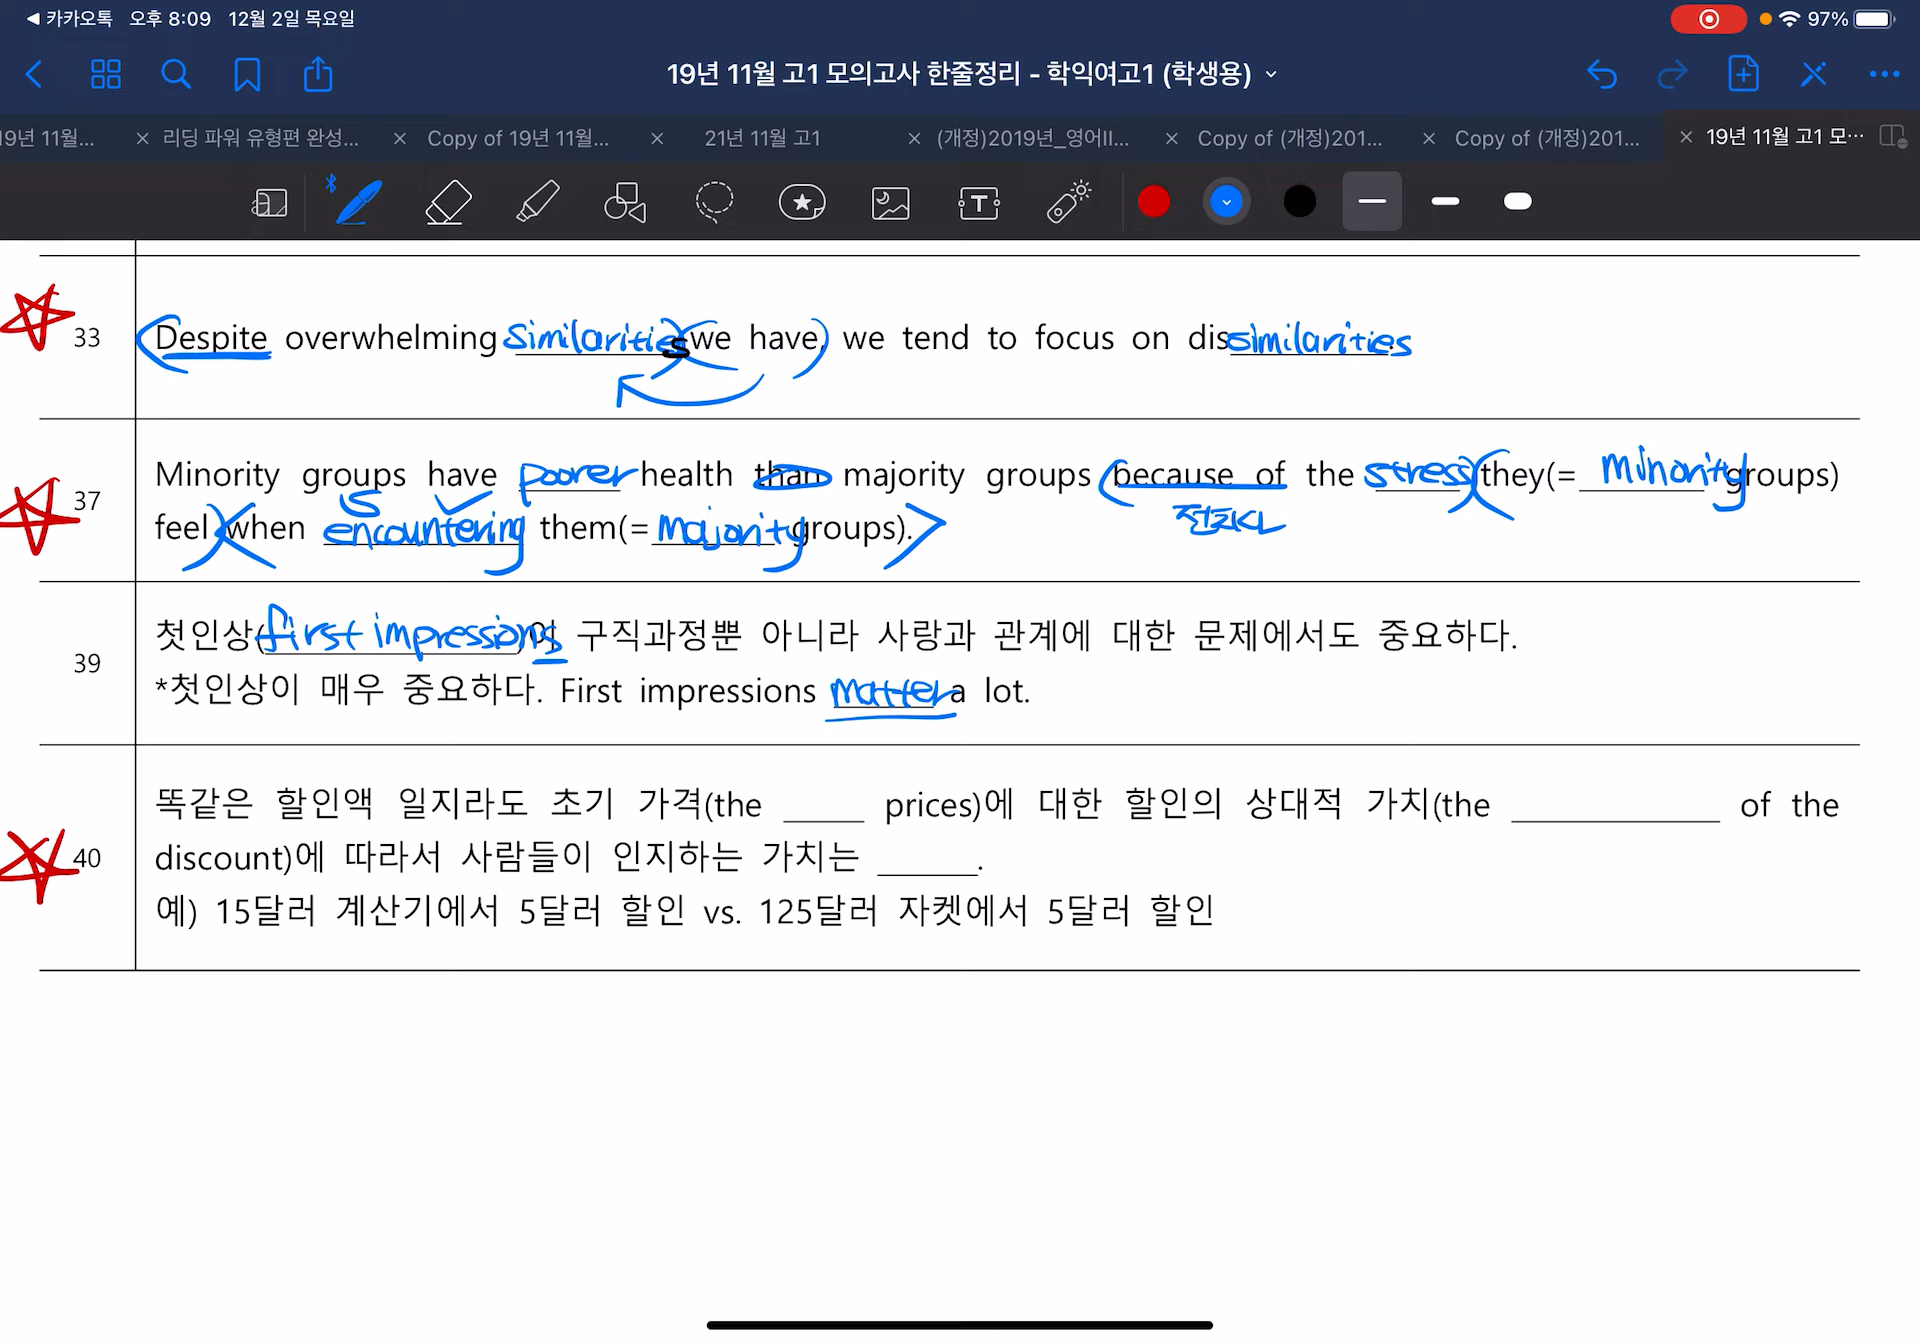 ◀ 카카오톡 오후 8:09 12월 2일 목요일 97%
19년 11월 고1 모의고사 한줄정리 - 학익여고1 (학생용)
19년 11월... × 리딩 파워 유형편 완성... × Copy of 19년 11월... × 21년 11월 고1 × (개정)2019년_영어II... × Copy of (개정)201... × Copy of (개정)201... × 19년 11월 고1 모...
33 Despite overwhelming similarities we have, we tend to focus on dissimilarities.
37 Minority groups have poorer health than majority groups because of the stress they(= minority groups)
전치사
S V
feel when encountering them(= majority groups).
39 첫인상(first impressions)이 구직과정뿐 아니라 사랑과 관계에 대한 문제에서도 중요하다.
*첫인상이 매우 중요하다. First impressions matter a lot.
40 똑같은 할인액 일지라도 초기 가격(the ____ prices)에 대한 할인의 상대적 가치(the ____________ of the
discount)에 따라서 사람들이 인지하는 가치는 ______.
예) 15달러 계산기에서 5달러 할인 vs. 125달러 자켓에서 5달러 할인